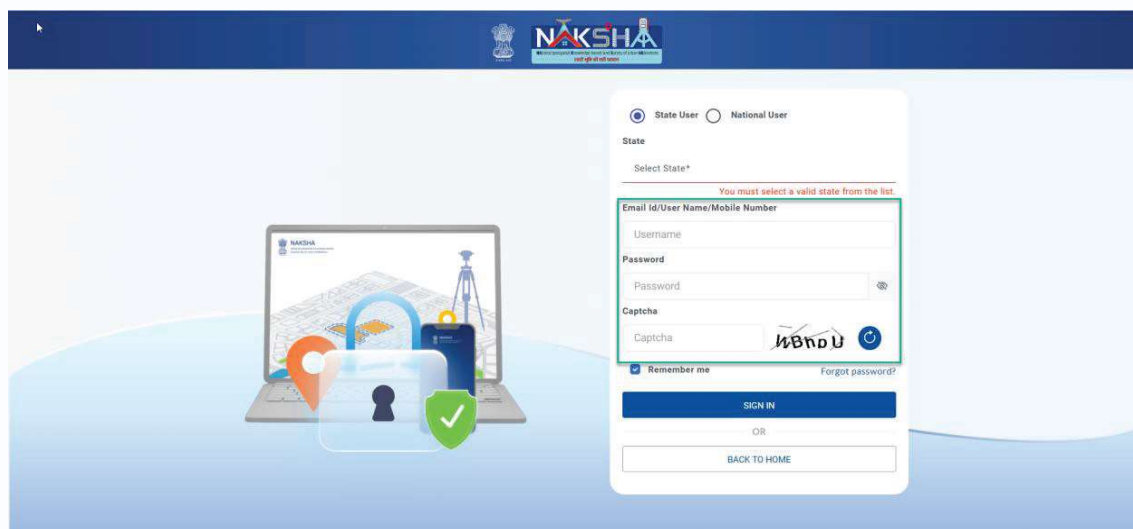 NAKSHA
State User National User
State
Select State*
You must select a valid state from the list.
Email Id/User Name/Mobile Number
Username
NAKSHA
Password
Password
Captcha
Captcha
Remember me Forgot password?
SIGN IN
OR
BACK TO HOME